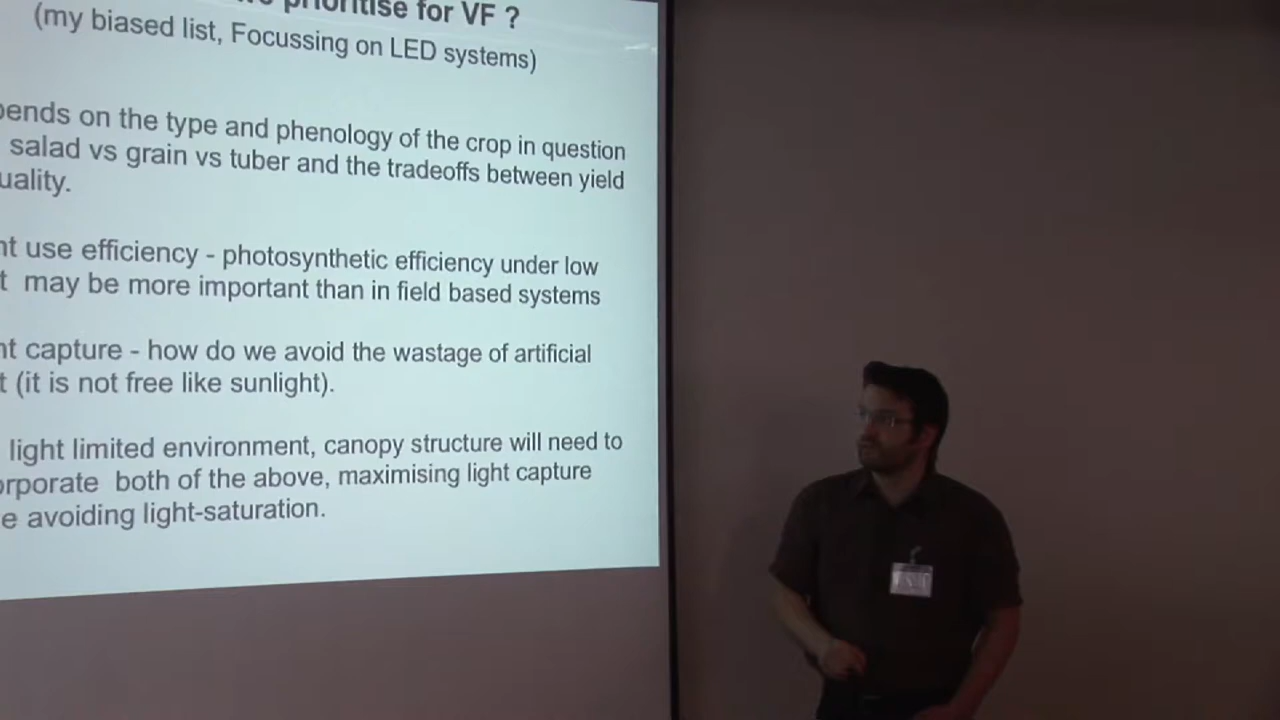 prioritise for VF ?
(my biased list, Focussing on LED systems)
pends on the type and phenology of the crop in question
salad vs grain vs tuber and the tradeoffs between yield
uality.
ht use efficiency - photosynthetic efficiency under low
t may be more important than in field based systems
ht capture - how do we avoid the wastage of artificial
t (it is not free like sunlight).
light limited environment, canopy structure will need to
orporate both of the above, maximising light capture
e avoiding light-saturation.